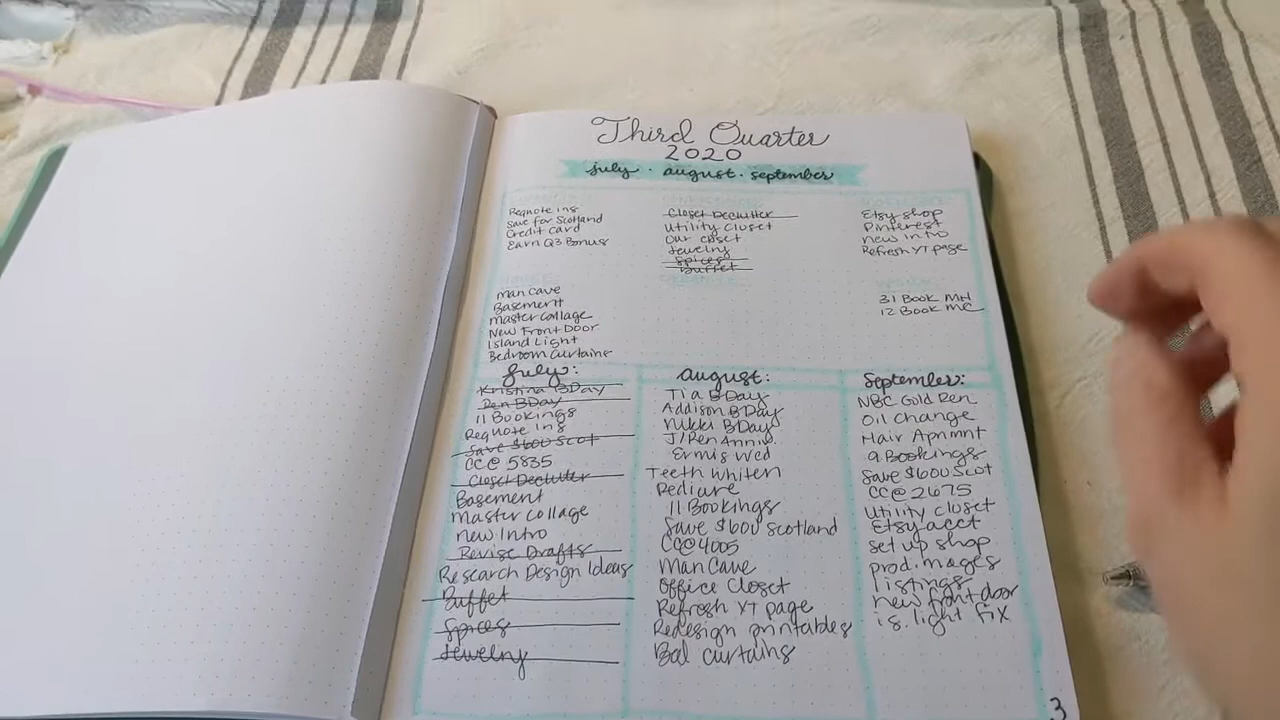 Third Quarter
2020
july · august · september
Requote ins
Save for Scotland
Credit Card
Earn Q3 Bonus
Closet Declutter
Utility Closet
Our closet
Jewelry
Spices
Buffet
Etsy shop
Pinterest
New intro
Refresh YT page
Man Cave
Basement
Master collage
New Front Door
Island Light
Bedroom Curtains
31 Book MH
12 Book MC
july:
Kristina BDay
Ren BDay
11 Bookings
Requote ins
Save $600 Scot
CC@ 5835
Closet Declutter
Basement
Master collage
New Intro
Revise Drafts
Research Design Ideas
Buffet
Spices
Jewelry
august:
Tia BDay
Addison BDay
Nikki BDay
J/Ren Anniv.
Ermis Wed
Teeth Whiten
Pedicure
11 Bookings
Save $600 Scotland
CC@4005
Man Cave
Office Closet
Refresh YT page
Redesign printables
Bal curtains
September:
NBC Gold Ren.
Oil change
Hair Apnmnt
9 Bookings
Save $600 Scot
CC@ 2675
Utility closet
Etsy acct
set up shop
prod. images
listings
new front door
is. light fix
3